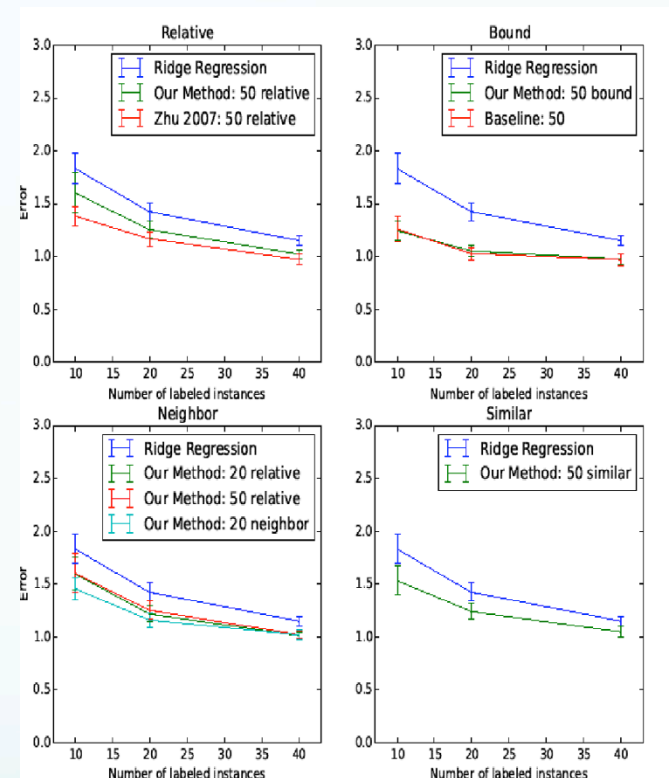 Relative
3.0
2.5
2.0
1.5
1.0
0.5
0.0
Error
Ridge Regression
Our Method: 50 relative
Zhu 2007: 50 relative
10 15 20 25 30 35 40
Number of labeled instances
Bound
3.0
2.5
2.0
1.5
1.0
0.5
0.0
Ridge Regression
Our Method: 50 bound
Baseline: 50
10 15 20 25 30 35 40
Number of labeled instances
Neighbor
3.0
2.5
2.0
1.5
1.0
0.5
0.0
Error
Ridge Regression
Our Method: 20 relative
Our Method: 50 relative
Our Method: 20 neighbor
10 15 20 25 30 35 40
Number of labeled instances
Similar
3.0
2.5
2.0
1.5
1.0
0.5
0.0
Ridge Regression
Our Method: 50 similar
10 15 20 25 30 35 40
Number of labeled instances